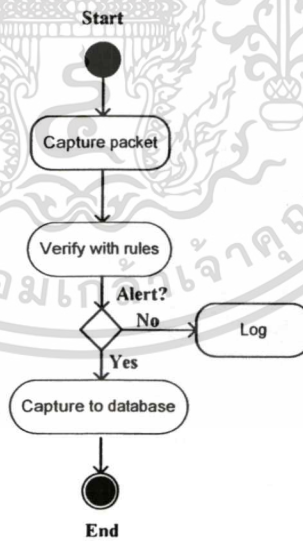 Start
Capture packet
Verify with rules
Alert?
No
Log
Yes
Capture to database
End